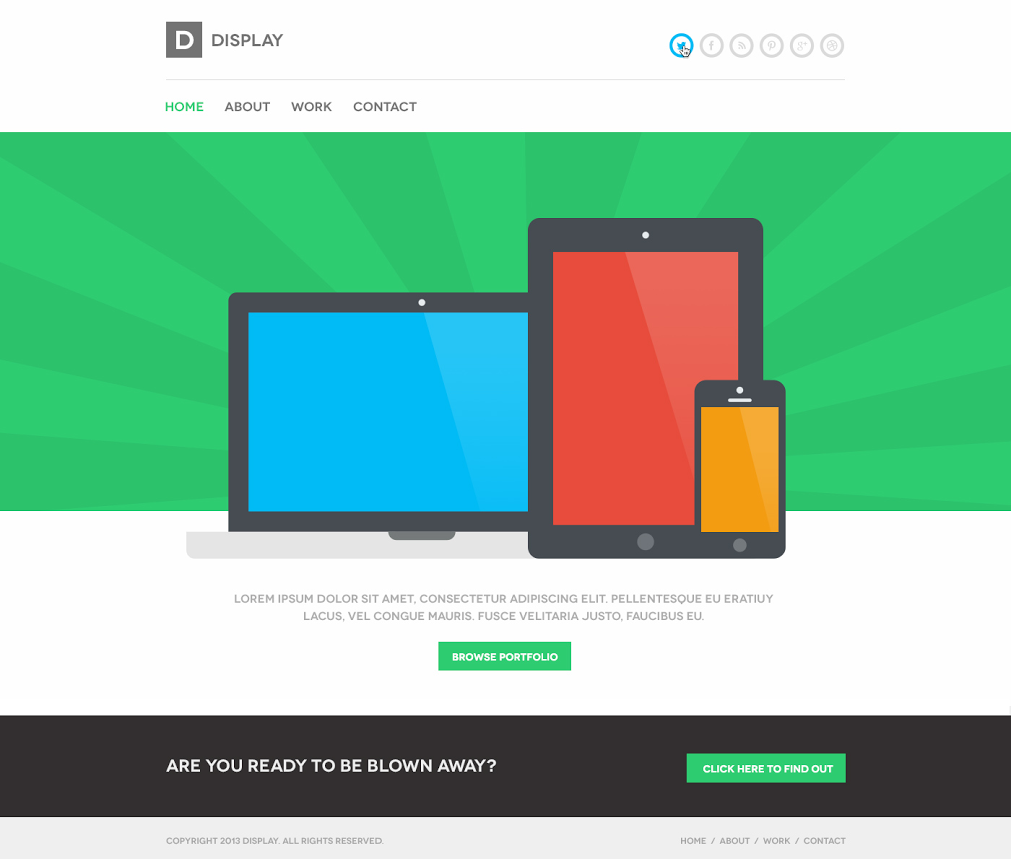 D DISPLAY
HOME ABOUT WORK CONTACT
LOREM IPSUM DOLOR SIT AMET, CONSECTETUR ADIPISCING ELIT. PELLENTESQUE EU ERATIUY
LACUS, VEL CONGUE MAURIS. FUSCE VELITARIA JUSTO, FAUCIBUS EU.
BROWSE PORTFOLIO
ARE YOU READY TO BE BLOWN AWAY?
CLICK HERE TO FIND OUT
COPYRIGHT 2013 DISPLAY. ALL RIGHTS RESERVED.
HOME / ABOUT / WORK / CONTACT